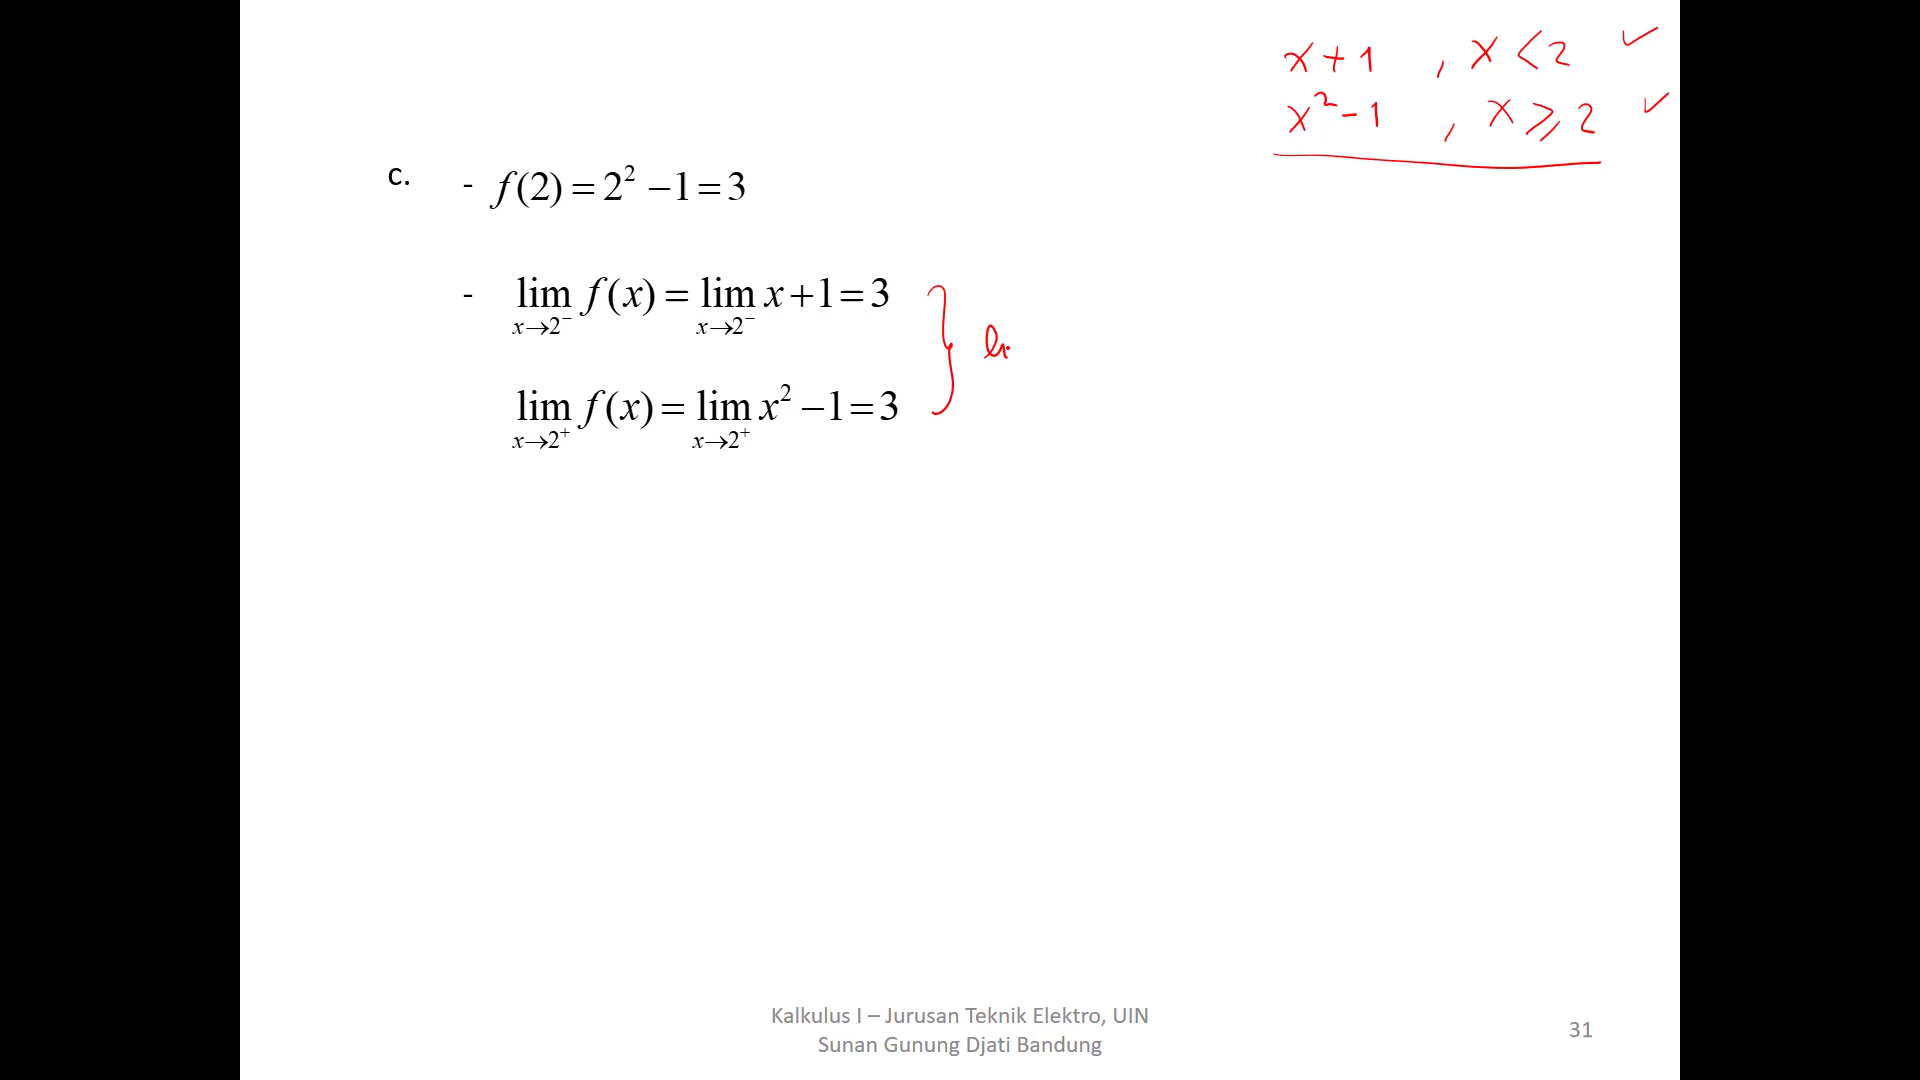 x+1 , x<2 ✓
x²-1 , x⩾2 ✓
c. - f(2) = 2² − 1 = 3
- lim x→2⁻ f(x) = lim x→2⁻ x+1 = 3
lim x→2⁺ f(x) = lim x→2⁺ x² − 1 = 3
Kalkulus I – Jurusan Teknik Elektro, UIN
Sunan Gunung Djati Bandung
31